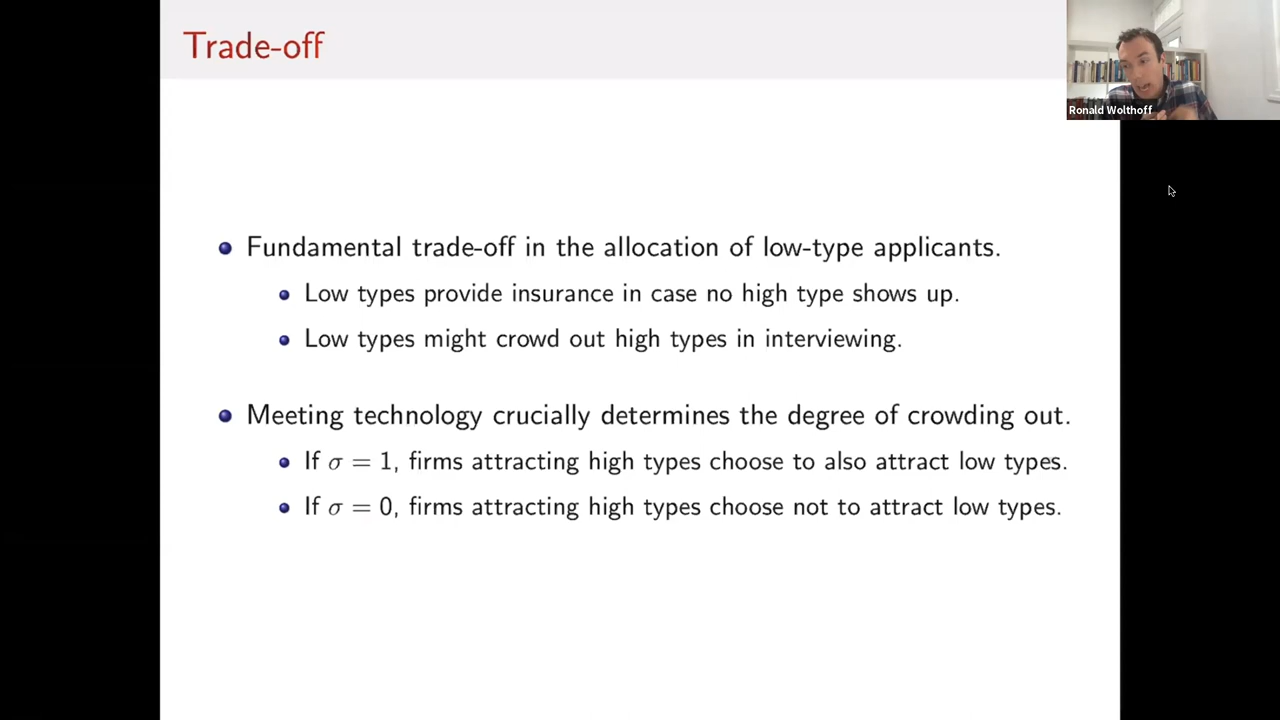 Trade-off
Ronald Wolthoff
Fundamental trade-off in the allocation of low-type applicants.
Low types provide insurance in case no high type shows up.
Low types might crowd out high types in interviewing.
Meeting technology crucially determines the degree of crowding out.
If σ = 1, firms attracting high types choose to also attract low types.
If σ = 0, firms attracting high types choose not to attract low types.